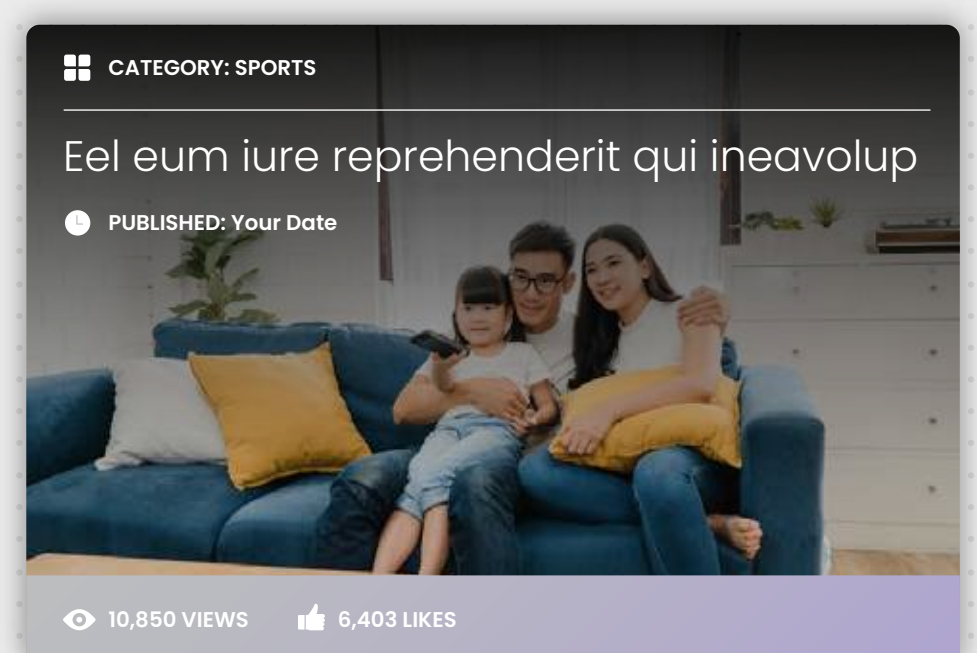 CATEGORY: SPORTS
Eel eum iure reprehenderit qui ineavolup
PUBLISHED: Your Date
10,850 VIEWS
6,403 LIKES